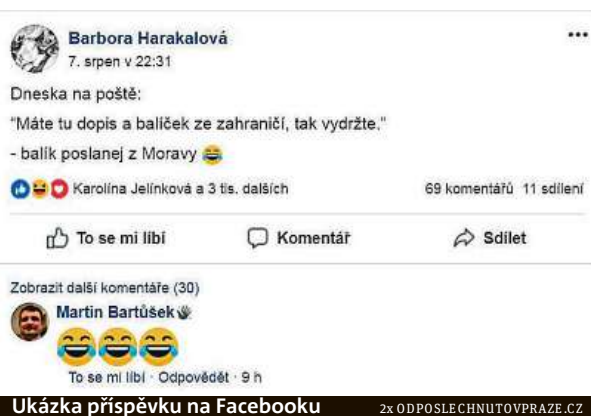 Barbora Harakalová
7. srpen v 22:31
Dneska na poště:
"Máte tu dopis a balíček ze zahraničí, tak vydržte."
- balík poslanej z Moravy 😂
Karolína Jelínková a 3 tis. dalších 69 komentářů 11 sdílení
To se mi líbí Komentář Sdílet
Zobrazit další komentáře (30)
Martin Bartůšek
😂😂😂
To se mi líbí · Odpovědět · 9 h
Ukázka příspěvku na Facebooku 2x ODPOSLECHNUTOVPRAZE.CZ